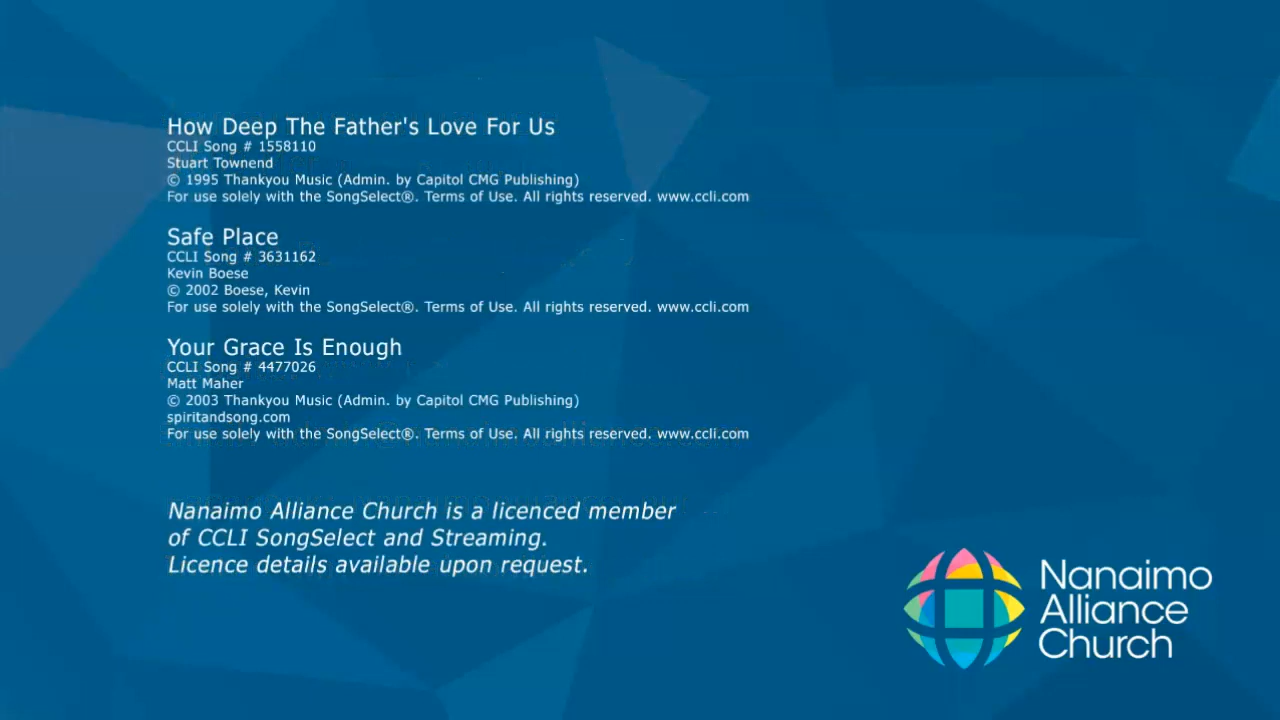 How Deep The Father's Love For Us
CCLI Song # 1558110
Stuart Townend
© 1995 Thankyou Music (Admin. by Capitol CMG Publishing)
For use solely with the SongSelect®. Terms of Use. All rights reserved. www.ccli.com
Safe Place
CCLI Song # 3631162
Kevin Boese
© 2002 Boese, Kevin
For use solely with the SongSelect®. Terms of Use. All rights reserved. www.ccli.com
Your Grace Is Enough
CCLI Song # 4477026
Matt Maher
© 2003 Thankyou Music (Admin. by Capitol CMG Publishing)
spiritandsong.com
For use solely with the SongSelect®. Terms of Use. All rights reserved. www.ccli.com
Nanaimo Alliance Church is a licenced member
of CCLI SongSelect and Streaming.
Licence details available upon request.
Nanaimo
Alliance
Church